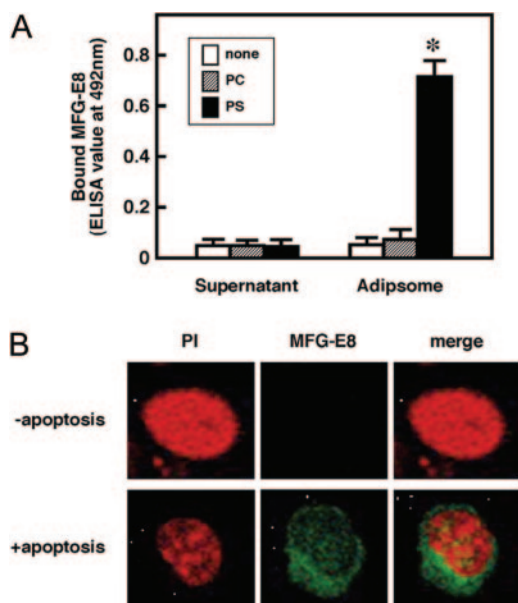 A
Bound MFG-E8
(ELISA value at 492nm)
0.8
0.6
0.4
0.2
0
none
PC
PS
*
Supernatant
Adipsome
B
PI
MFG-E8
merge
-apoptosis
+apoptosis